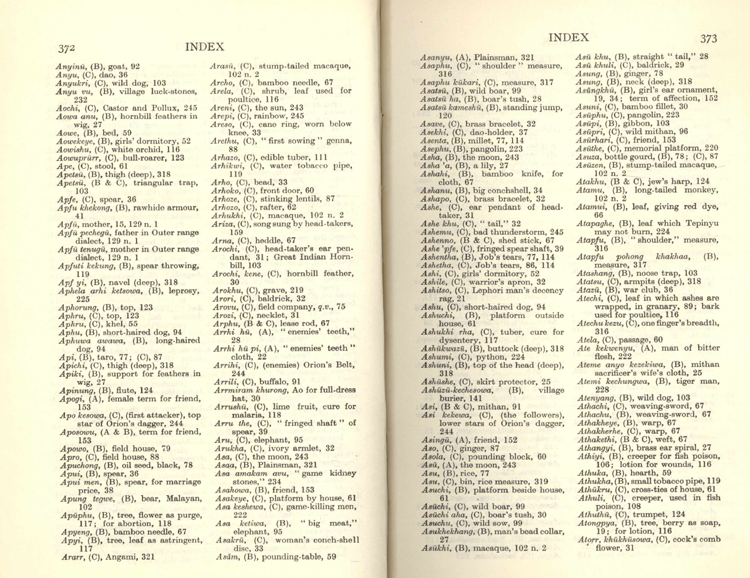 372
INDEX
Anyinü, (B), goat, 92
Anyu, (C), dao, 36
Anyukri, (C), wild dog, 103
Anyu vu, (B), village luck-stones,
232
Aochi, (C), Castor and Pollux, 245
Aowa anu, (B), hornbill feathers in
wig, 27
Aowe, (B), bed, 59
Aowekeye, (B), girls' dormitory, 52
Aowishu, (C), white orchid, 116
Aowuprürr, (C), bull-roarer, 123
Ape, (C), stool, 61
Apetsü, (B), thigh (deep), 318
Apetsü, (B & C), triangular trap,
103
Apfe, (C), spear, 36
Apfu khekong, (B), rawhide armour,
41
Apfü, mother, 15, 129 n. 1
Apfü pechegü, father in Outer range
dialect, 129 n. 1
Apfü tenugü, mother in Outer range
dialect, 129 n. 1
Apfuti kekung, (B), spear throwing,
119
Apf yi, (B), navel (deep), 318
Aphela arhi ketsowa, (B), leprosy,
225
Aphorung, (B), top, 123
Aphru, (C), top, 123
Aphru, (C), khel, 55
Aphu, (B), short-haired dog, 94
Aphuwa awawa, (B), long-haired
dog, 94
Api, (B), taro, 77; (C), 87
Apichi, (C), thigh (deep), 318
Apiki, (B), support for feathers in
wig, 27
Apinung, (B), flute, 124
Apogi, (A), female term for friend,
153
Apo kesowa, (C), (first attacker), top
star of Orion's dagger, 244
Aposowu, (A & B), term for friend,
153
Apowo, (B), field house, 79
Apro, (C), field house, 88
Apuchong, (B), oil seed, black, 78
Apui, (B), spear, 36
Apui men, (B), spear, for marriage
price, 38
Apung tegwe, (B), bear, Malayan,
102
Apüphu, (B), tree, flower as purge,
117; for abortion, 118
Apyeng, (B), bamboo needle, 67
Apyi, (B), tree, leaf as astringent,
117
Ararr, (C), Angami, 321
Arasü, (C), stump-tailed macaque,
102 n. 2
Archo, (C), bamboo needle, 67
Arela, (C), shrub, leaf used for
poultice, 116
Areni, (C), the san, 243
Arepi, (C), rainbow, 245
Areso, (C), cane ring, worn below
knee, 33
Arethu, (C), "first sowing" genna,
88
Arhazo, (C), edible tuber, 111
Arhikwi, (C), water tobacco pipe,
119
Arho, (C), bead, 33
Arhoko, (C), front door, 60
Arhoze, (C), stinking lentils, 87
Arhozo, (C), rafter, 62
Arhukhi, (C), macaque, 102 n. 2
Ariza, (C), song sung by head-takers,
159
Arna, (C), heddle, 67
Arochi, (C), head-taker's ear pen-
dant, 31; Great Indian Horn-
bill, 103
Arochi, kene, (C), hornbill feather,
30
Arokhu, (C), grave, 219
Arori, (C), baldrick, 32
Arovu, (C), field company, q.v., 75
Arozi, (C), necklet, 31
Arphu, (B & C), lease rod, 67
Arrhi hü, (A), "enemies' teeth,"
28
Arrhi hü pi, (A), "enemies' teeth"
cloth, 22
Arrihi, (C), (enemies) Orion's Belt,
244
Arrili, (C), buffalo, 91
Arrmiram khurong, Ao for full-dress
hat, 30
Arrushü, (C), lime fruit, cure for
malaria, 118
Arru the, (C), "fringed shaft" of
spear, 39
Aru, (C), elephant, 95
Arukha, (C), ivory armlet, 32
Asa, (C), the moon, 243
Asaa, (B), Plainsman, 321
Asa amakam avu, "game kidney
stones," 234
Asahowu, (B), friend, 153
Asakeye, (C), platform by house, 61
Asa keshewa, (C), game-killing men,
222
Asa ketiwa, (B), "big meat,"
elephant, 95
Asakrü, (C), woman's conch-shell
disc, 33
Asâm, (B), pounding-table, 59
INDEX
373
Asanyu, (A), Plainsman, 321
Asaphu, (C), "shoulder" measure,
316
Asaphu kükari, (C), measure, 317
Asatsü, (B), wild boar, 99
Asatsü ha, (B), boar's tusk, 28
Asatsü kameshü, (B), standing jump,
120
Asave, (C), brass bracelet, 32
Asekhi, (C), dao-holder, 37
Asenta, (B), millet, 77, 114
Asephu, (B), pangolin, 223
Asha, (B), the moon, 243
Asha 'a, (B), a lily, 27
Ashahi, (B), bamboo knife, for
cloth, 67
Ashanu, (B), big conchshell, 34
Ashapo, (C), brass bracelet, 32
Ashe, (C), ear pendant of head-
taker, 31
Ashe khu, (C), "tail," 32
Ashemu, (C), bad thunderstorm, 245
Ashenno, (B & C), shed stick, 67
Ashe 'pfe, (C), fringed spear shaft, 39
Ashentha, (B), Job's tears, 77, 114
Ashetha, (C), Job's tears, 86, 114
Ashi, (C), girls' dormitory, 52
Ashile, (C), warrior's apron, 32
Ashitso, (C), Lephori man's decency
rag, 21
Asho, (C), short-haired dog, 94
Ashuchi, (B), platform outside
house, 61
Ashukhi rha, (C), tuber, cure for
dysentery, 117
Ashükwazü, (B), buttock (deep), 318
Ashumi, (C), python, 224
Ashuni, (B), top of the head (deep),
318
Ashüshe, (C), skirt protector, 25
Ashüzü-kechesowa, (B), village
burier, 141
Asi, (B & C), mithan, 91
Asi kekewa, (C), (the followers),
lower stars of Orion's dagger,
244
Asingü, (A), friend, 152
Aso, (C), ginger, 87
Asola, (C), pounding block, 60
Asü, (A), the moon, 243
Asu, (B), rice, 77
Asu, (C), bin, rice measure, 319
Asuchi, (B), platform beside house,
61
Asüchi, (C), wild boar, 99
Asüchi aha, (C), boar's tusk, 30
Asuchu, (C), wild sow, 99
Asukhekhang, (B), man's bead collar,
27
Asükhi, (B), macaque, 102 n. 2
Asü khu, (B), straight "tail," 28
Asü khuli, (C), baldrick, 29
Asung, (B), ginger, 78
Asung, (B), neck (deep), 318
Asüngkhü, (B), girl's ear ornament,
19, 34; term of affection, 152
Asuni, (C), bamboo fillet, 30
Asüphu, (C), pangolin, 223
Asüpi, (B), gibbon, 103
Asüpri, (C), wild mithan, 96
Asürhari, (C), friend, 153
Asüthe, (C), memorial platform, 220
Asuza, bottle gourd, (B), 78; (C), 87
Asüzen, (B), stump-tailed macaque,
102 n. 2
Atakhu, (B & C), jew's harp, 124
Atamu, (B), long-tailed monkey,
102 n. 2
Atamui, (B), leaf, giving red dye,
66
Atapaghe, (B), leaf which Tepinyu
may not burn, 224
Atapfu, (B), "shoulder," measure,
316
Atapfu pohong khakhaa, (B),
measure, 317
Atashang, (B), noose trap, 103
Atatsu, (C), armpits (deep), 318
Atazü, (B), war club, 36
Atechi, (C), leaf in which ashes are
wrapped, in granary, 89; bark
used for poultice, 116
Atechu kezu, (C), one finger's breadth,
316
Atela, (C), passage, 60
Ate kekwenyu, (A), man of bitter
flesh, 222
Ateme anyo kezekiwa, (B), mithan
sacrificer's wife's cloth, 25
Atemi kechungwa, (B), tiger man,
228
Atenyang, (B), wild dog, 103
Athachi, (C), weaving-sword, 67
Athachu, (B), weaving-sword, 67
Athakheye, (B), warp, 67
Athakherhe, (C), warp, 67
Athakethi, (B & C), weft, 67
Athangyi, (B), brass ear spiral, 27
Athiyi, (B), creeper for fish poison,
106; lotion for wounds, 116
Athuka, (B), hearth, 59
Athukha, (B), small tobacco pipe, 119
Athükru, (C), cross-ties of house, 61
Athuli, (C), creeper, used in fish
poison, 108
Athuthü, (C), trumpet, 124
Atongpya, (B), tree, berry as soap,
19; for lotion, 116
Atorr, khükhüsowa, (C), cock's comb
flower, 31